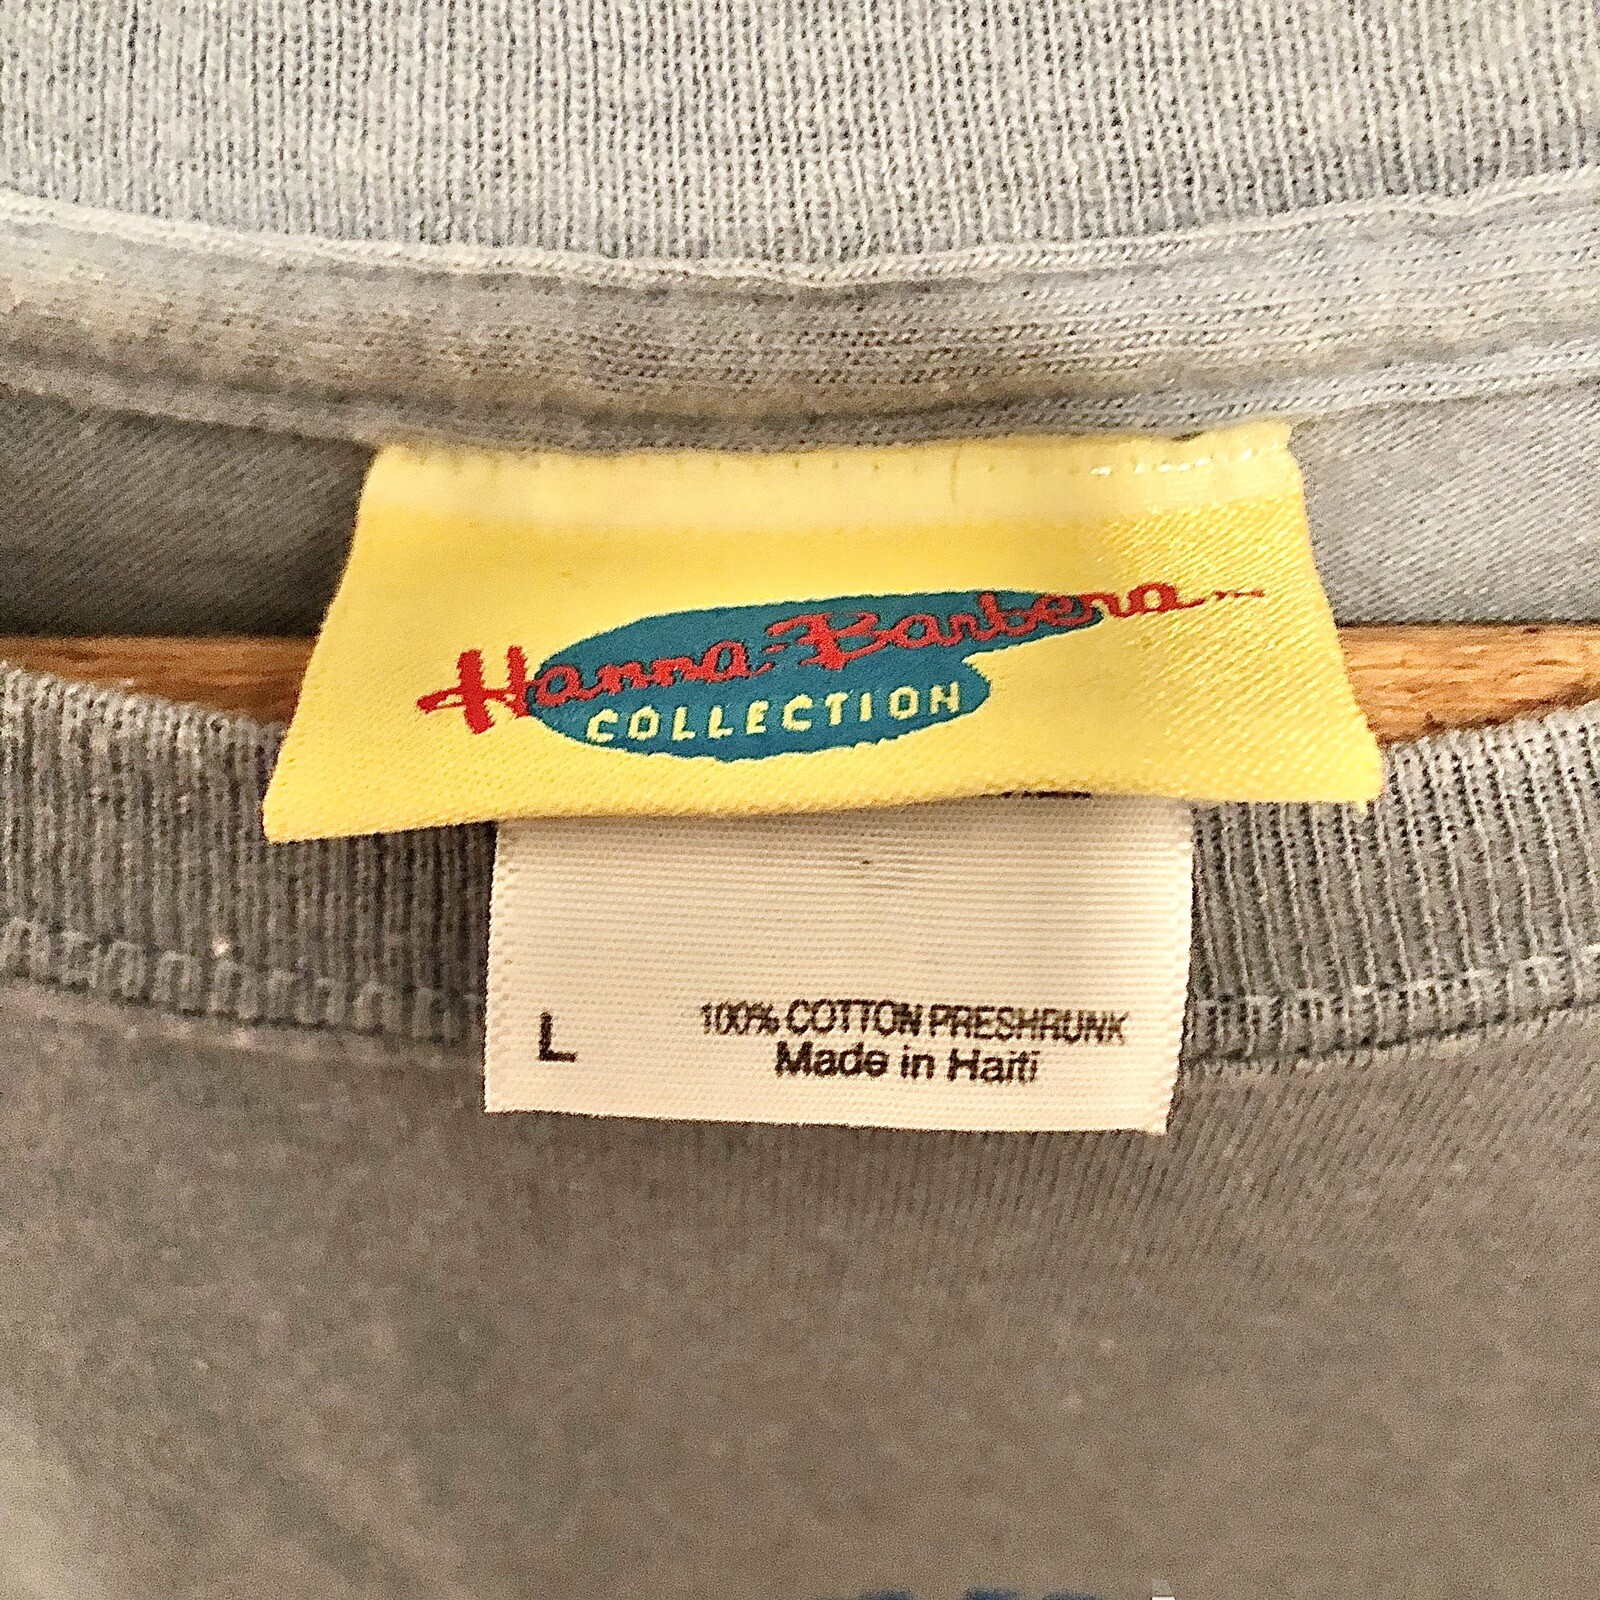 Hanna-Barbera
COLLECTION
L
100% COTTON PRESHRUNK
Made in Haiti